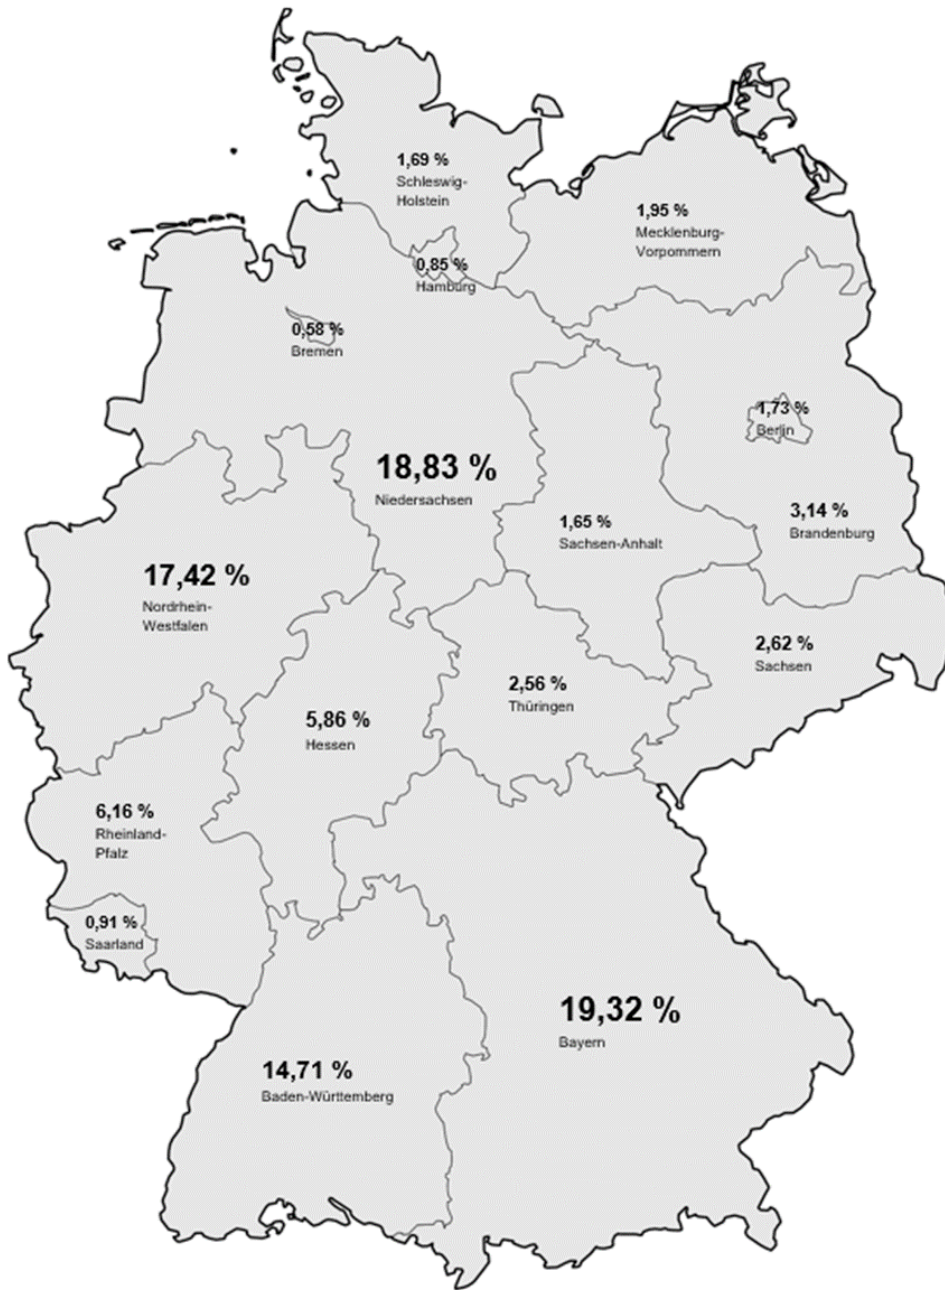 1,69 %
Schleswig-
Holstein
1,95 %
Mecklenburg-
Vorpommern
0,85 %
Hamburg
0,58 %
Bremen
1,73 %
Berlin
18,83 %
Niedersachsen
3,14 %
Brandenburg
1,65 %
Sachsen-Anhalt
17,42 %
Nordrhein-
Westfalen
2,62 %
Sachsen
2,56 %
Thüringen
5,86 %
Hessen
6,16 %
Rheinland-
Pfalz
0,91 %
Saarland
19,32 %
Bayern
14,71 %
Baden-Württemberg